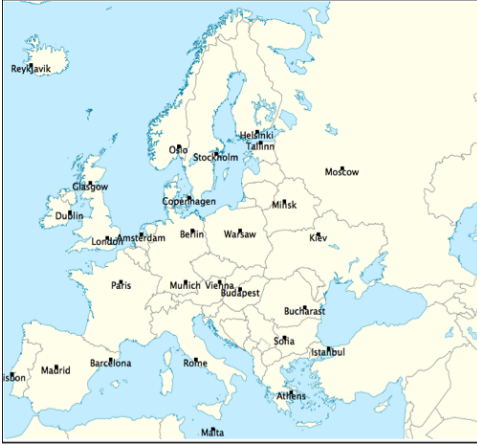 Reykjavik
Helsinki
Oslo
Tallinn
Stockholm
Moscow
Glasgow
Copenhagen
Minsk
Dublin
London
Amsterdam
Berlin
Warsaw
Kiev
Paris
Munich
Vienna
Budapest
Bucharast
Sofia
Istanbul
Barcelona
Rome
Madrid
isbon
Athens
Malta